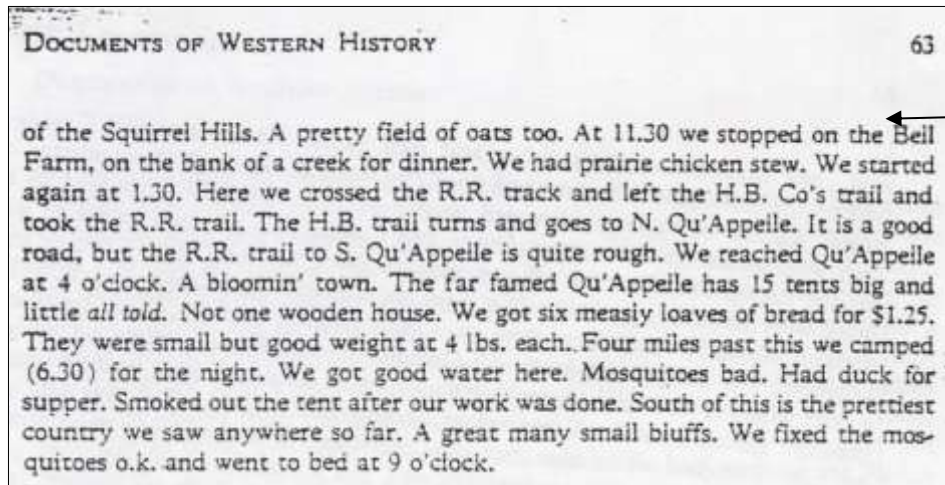 DOCUMENTS OF WESTERN HISTORY 63
of the Squirrel Hills. A pretty field of oats too. At 11.30 we stopped on the Bell
Farm, on the bank of a creek for dinner. We had prairie chicken stew. We started
again at 1.30. Here we crossed the R.R. track and left the H.B. Co's trail and
took the R.R. trail. The H.B. trail turns and goes to N. Qu'Appelle. It is a good
road, but the R.R. trail to S. Qu'Appelle is quite rough. We reached Qu'Appelle
at 4 o'clock. A bloomin' town. The far famed Qu'Appelle has 15 tents big and
little all told. Not one wooden house. We got six measly loaves of bread for $1.25.
They were small but good weight at 4 lbs. each. Four miles past this we camped
(6.30) for the night. We got good water here. Mosquitoes bad. Had duck for
supper. Smoked out the tent after our work was done. South of this is the prettiest
country we saw anywhere so far. A great many small bluffs. We fixed the mos-
quitoes o.k. and went to bed at 9 o'clock.